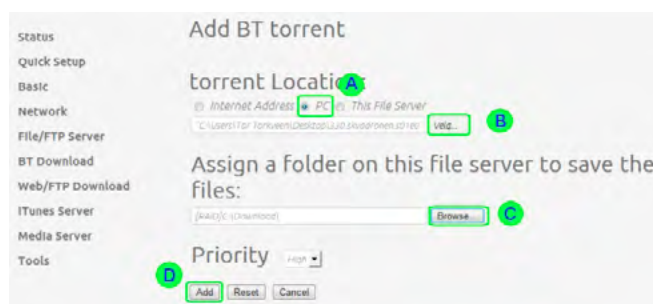 Add BT torrent
Status
Quick Setup
Basic
Network
File/FTP Server
BT Download
Web/FTP Download
ITunes Server
Media Server
Tools
torrent Location
A
Internet Address PC This File Server
Velg...
B
Assign a folder on this file server to save the
files:
Browse...
C
Priority High
D
Add Reset Cancel